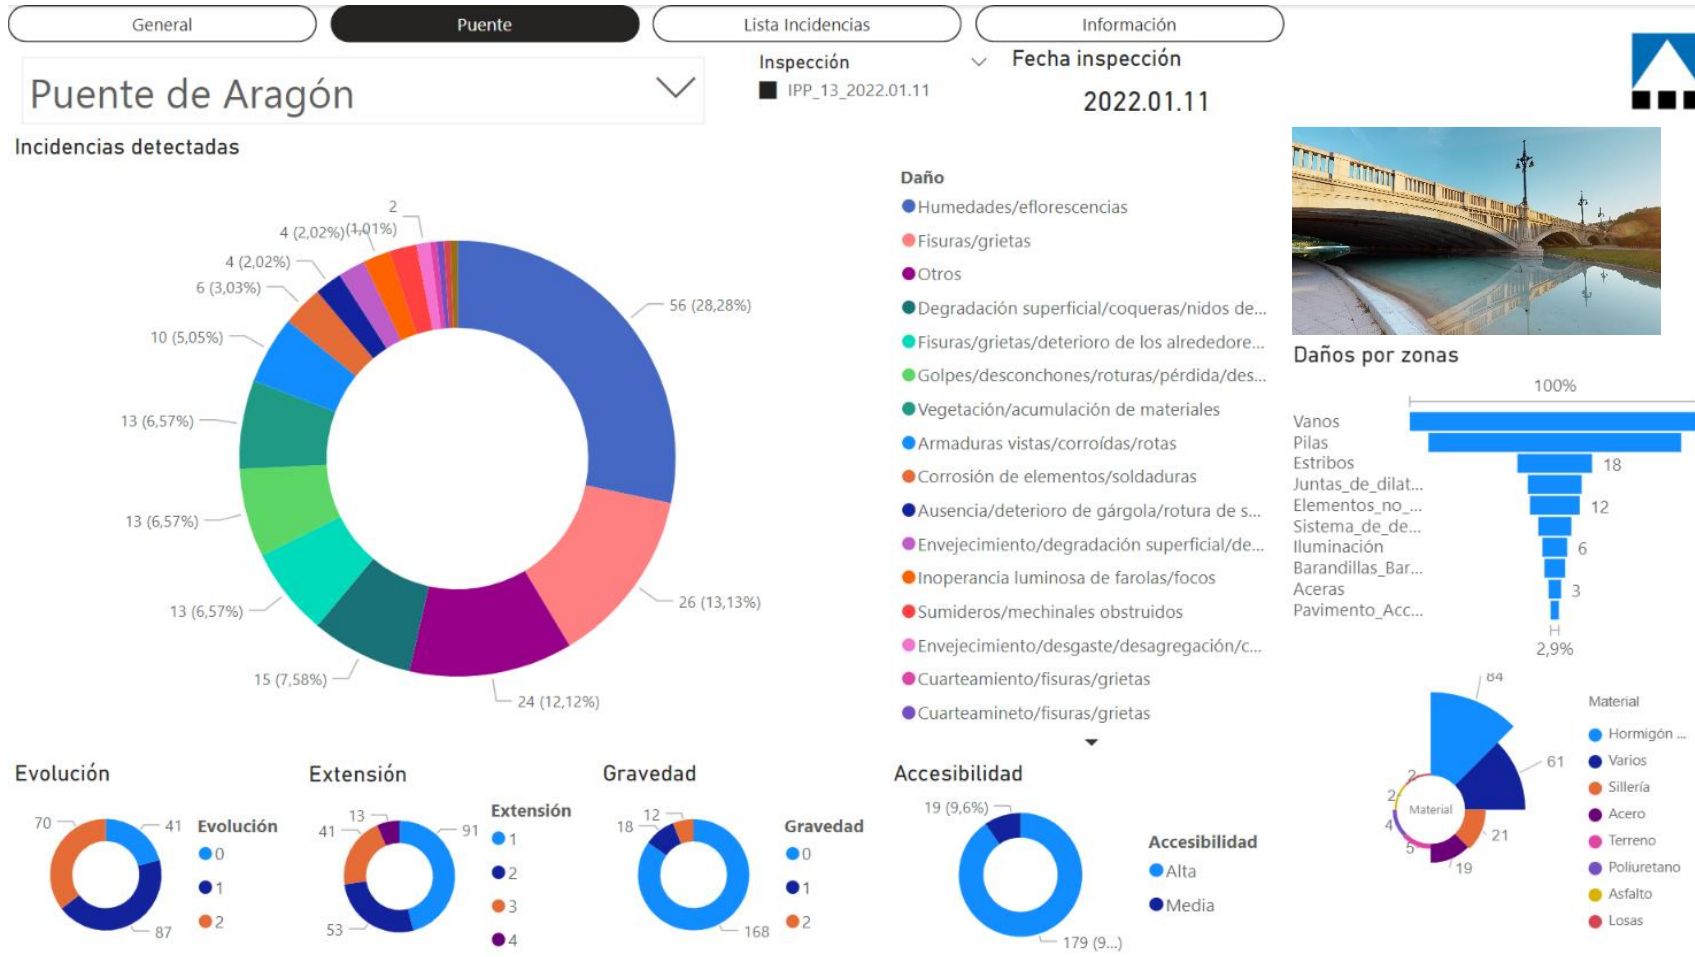 General
Puente
Lista Incidencias
Información
Puente de Aragón
Inspección
IPP_13_2022.01.11
Fecha inspección
2022.01.11
Incidencias detectadas
2
(1,01%)
4 (2,02%)
4 (2,02%)
6 (3,03%)
10 (5,05%)
13 (6,57%)
13 (6,57%)
13 (6,57%)
15 (7,58%)
24 (12,12%)
26 (13,13%)
56 (28,28%)
Daño
Humedades/eflorescencias
Fisuras/grietas
Otros
Degradación superficial/coqueras/nidos de...
Fisuras/grietas/deterioro de los alrededore...
Golpes/desconchones/roturas/pérdida/des...
Vegetación/acumulación de materiales
Armaduras vistas/corroídas/rotas
Corrosión de elementos/soldaduras
Ausencia/deterioro de gárgola/rotura de s...
Envejecimiento/degradación superficial/de...
Inoperancia luminosa de farolas/focos
Sumideros/mechinales obstruidos
Envejecimiento/desgaste/desagregación/c...
Cuarteamiento/fisuras/grietas
Cuarteamineto/fisuras/grietas
Daños por zonas
100%
Vanos
Pilas
Estribos
18
Juntas_de_dilat...
Elementos_no_...
12
Sistema_de_de...
Iluminación
6
Barandillas_Bar...
Aceras
3
Pavimento_Acc...
2,9%
Evolución
70
41
87
Evolución
0
1
2
Extensión
13
41
91
53
Extensión
1
2
3
4
Gravedad
12
18
168
Gravedad
0
1
2
Accesibilidad
19 (9,6%)
179 (9...)
Accesibilidad
Alta
Media
84
61
21
19
5
4
2
2
Material
Material
Hormigón ...
Varios
Sillería
Acero
Terreno
Poliuretano
Asfalto
Losas